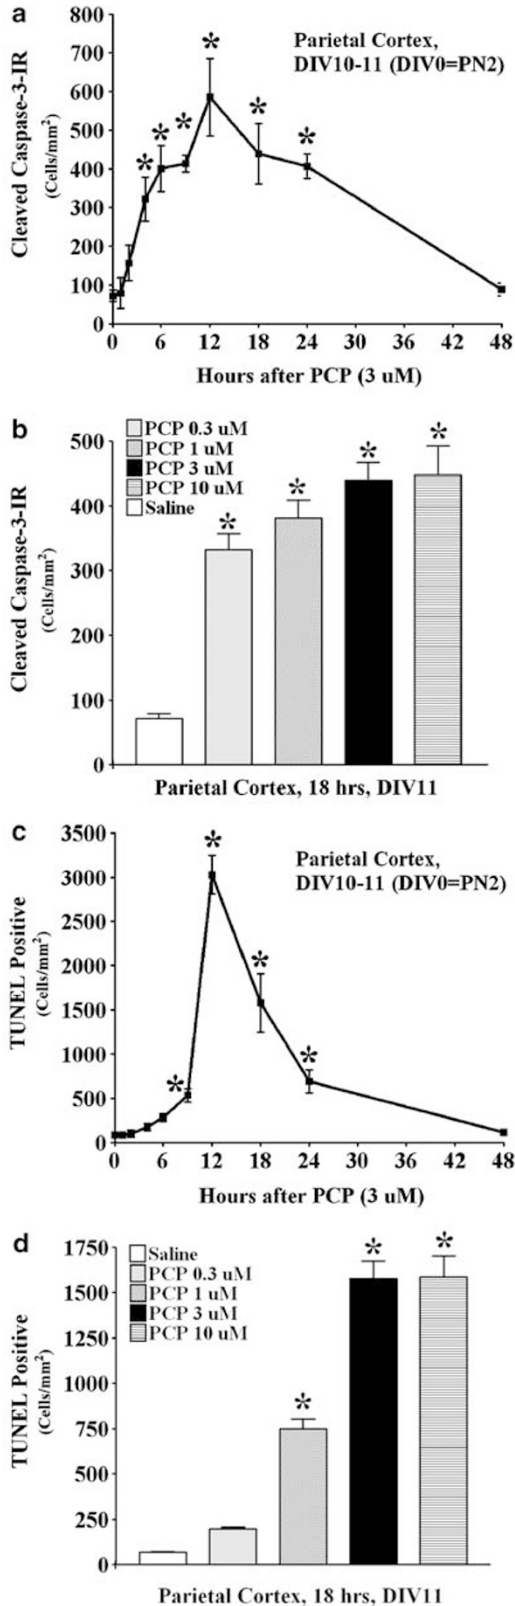 a
Cleaved Caspase-3-IR
(Cells/mm²)
800
700
600
500
400
300
200
100
0
Parietal Cortex,
DIV10-11 (DIV0=PN2)
* * * * * *
0 6 12 18 24 30 36 42 48
Hours after PCP (3 uM)
b
Cleaved Caspase-3-IR
(Cells/mm²)
500
400
300
200
100
0
PCP 0.3 uM
PCP 1 uM
PCP 3 uM
PCP 10 uM
Saline
* * * *
Parietal Cortex, 18 hrs, DIV11
c
TUNEL Positive
(Cells/mm²)
3500
3000
2500
2000
1500
1000
500
0
Parietal Cortex,
DIV10-11 (DIV0=PN2)
* * * *
0 6 12 18 24 30 36 42 48
Hours after PCP (3 uM)
d
TUNEL Positive
(Cells/mm²)
1750
1500
1250
1000
750
500
250
0
Saline
PCP 0.3 uM
PCP 1 uM
PCP 3 uM
PCP 10 uM
* * *
Parietal Cortex, 18 hrs, DIV11